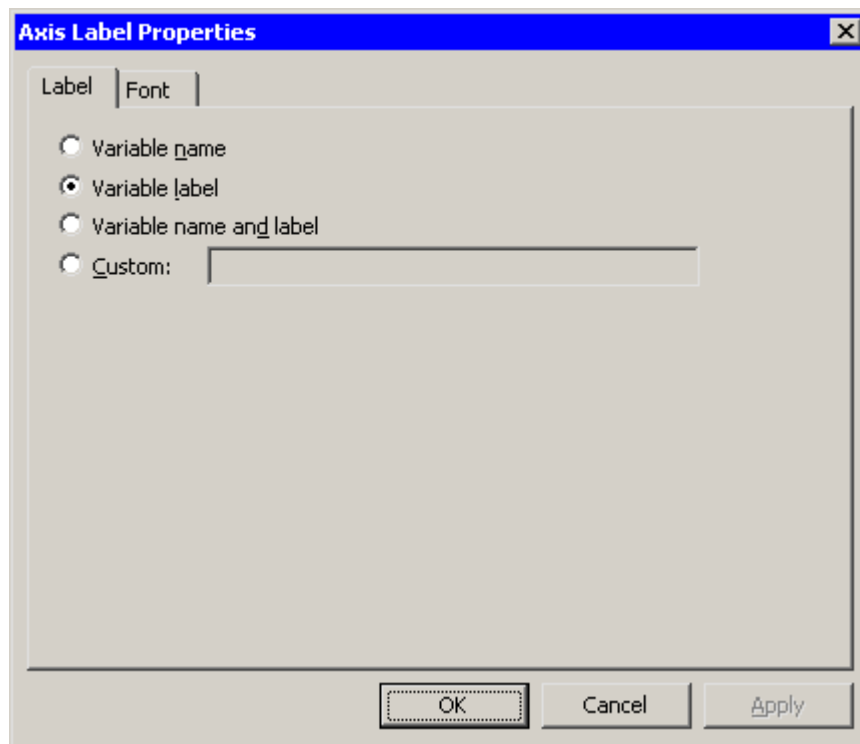 Axis Label Properties
Label Font
Variable name
Variable label
Variable name and label
Custom:
OK Cancel Apply